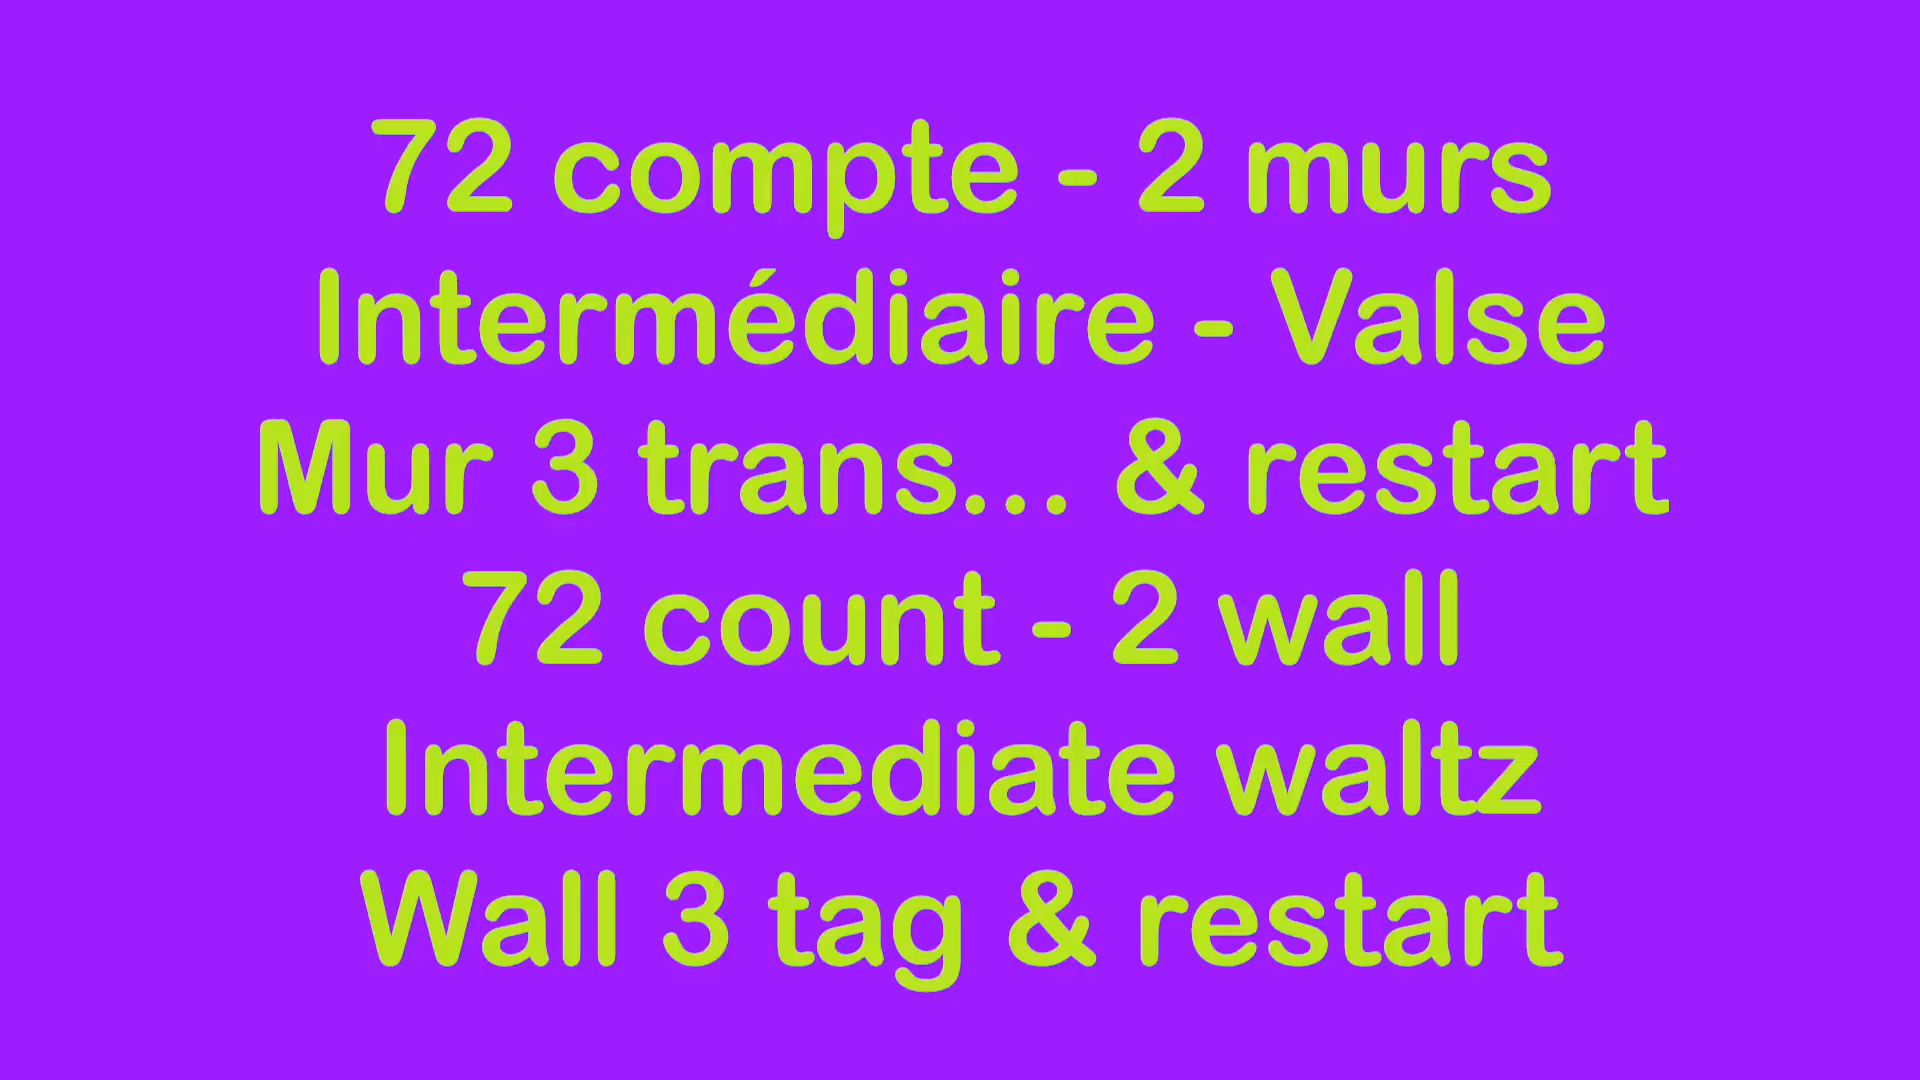 72 compte - 2 murs
Intermédiaire - Valse
Mur 3 trans... & restart
72 count - 2 wall
Intermediate waltz
Wall 3 tag & restart